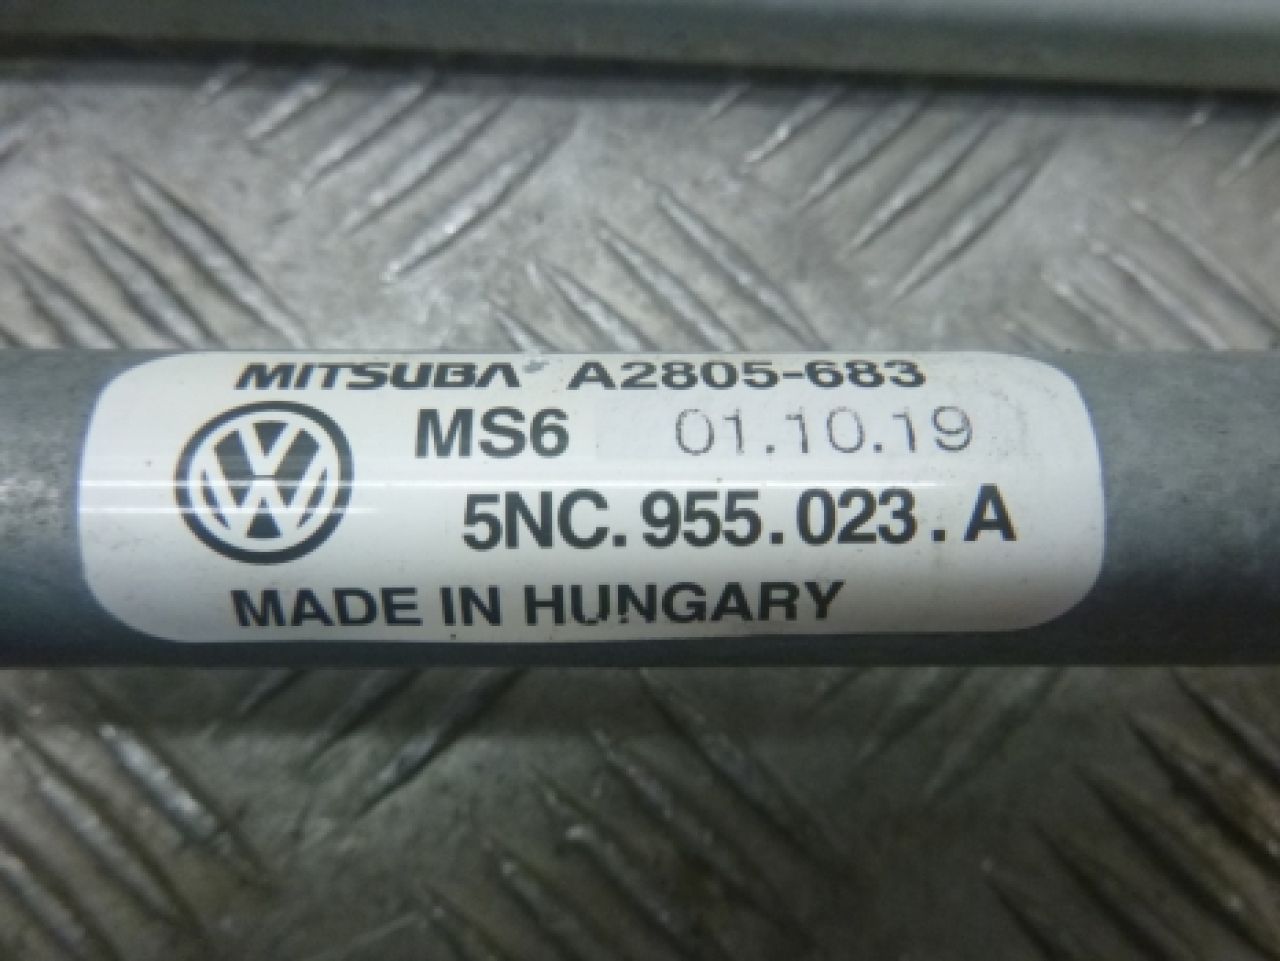 MITSUBA A2805-683
MS6 01.10.19
5NC.955.023.A
MADE IN HUNGARY